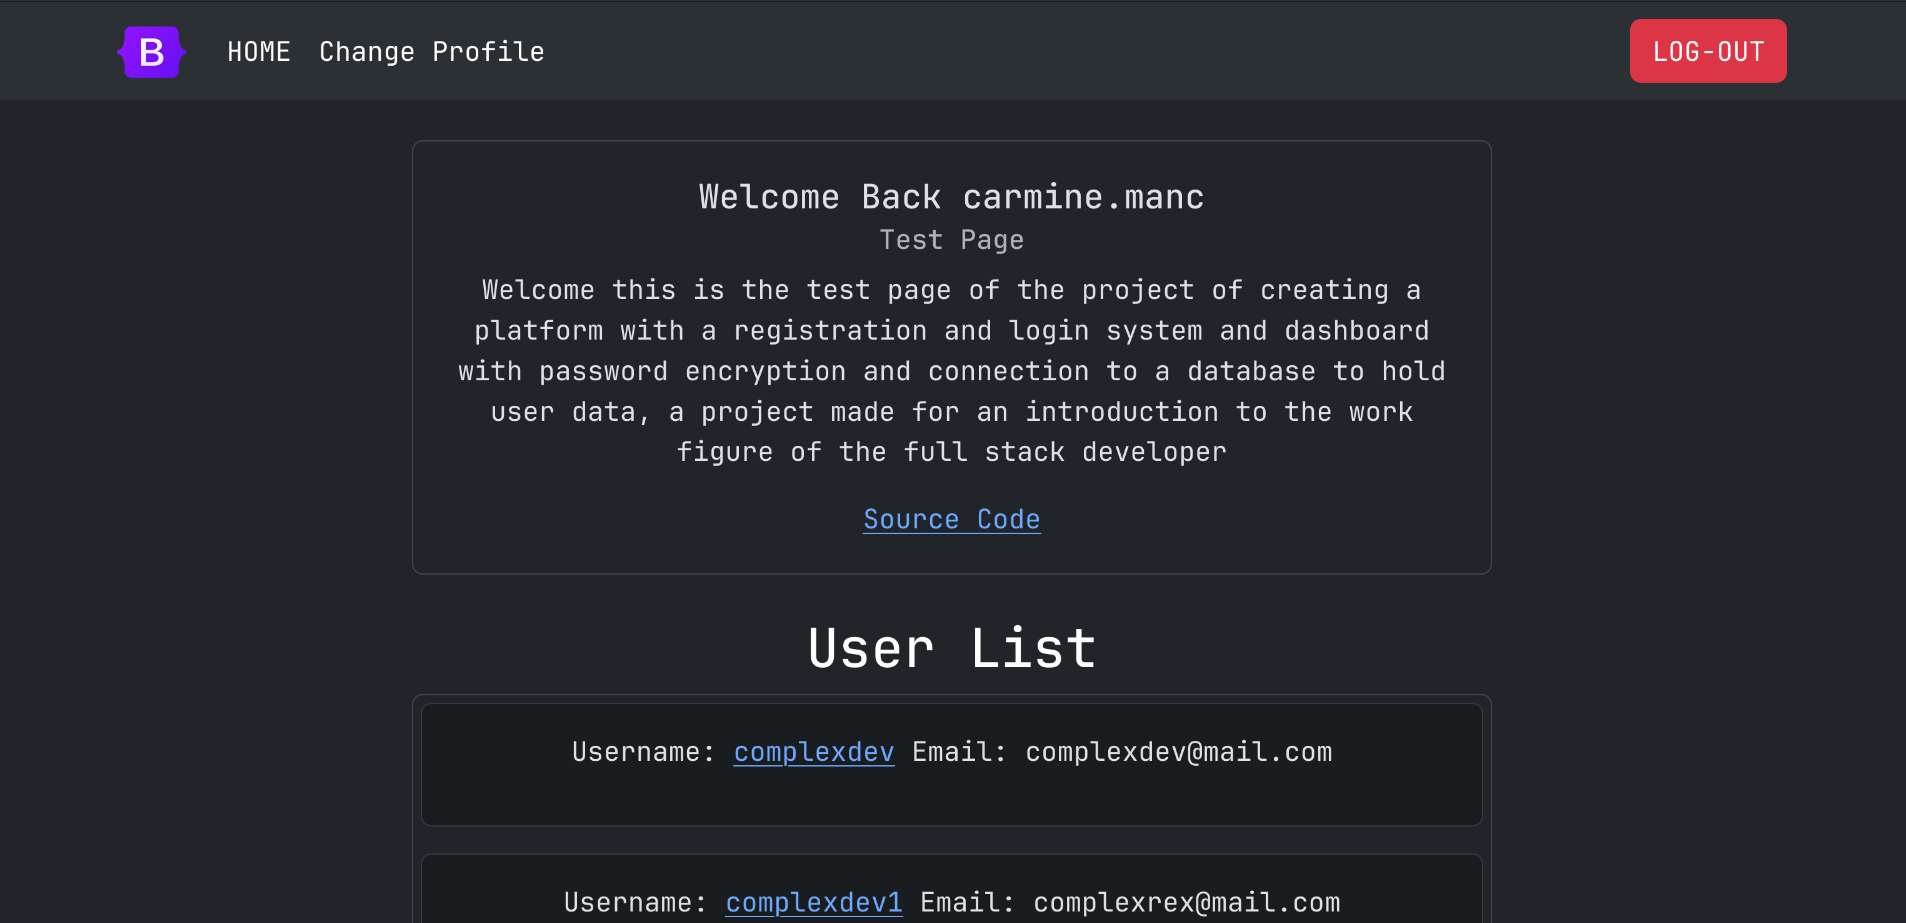 B HOME Change Profile LOG-OUT
Welcome Back carmine.manc
Test Page
Welcome this is the test page of the project of creating a
platform with a registration and login system and dashboard
with password encryption and connection to a database to hold
user data, a project made for an introduction to the work
figure of the full stack developer
Source Code
User List
Username: complexdev Email: complexdev@mail.com
Username: complexdev1 Email: complexrex@mail.com